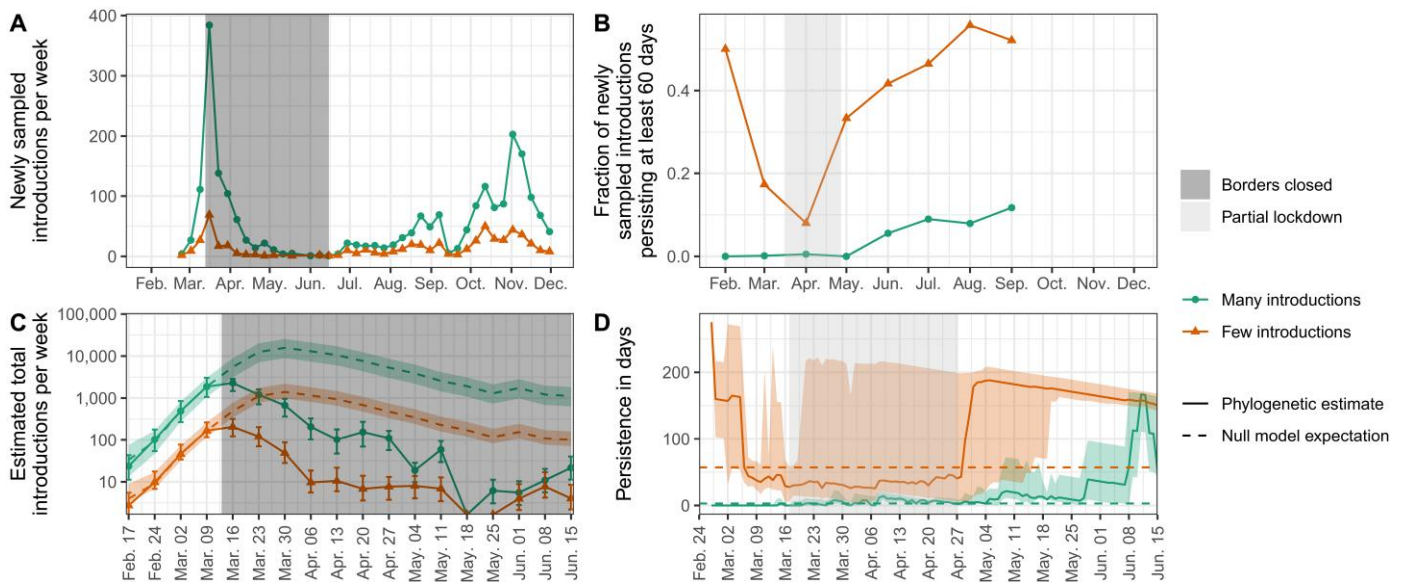 A
Newly sampled
introductions per week
400
300
200
100
0
Feb. Mar. Apr. May. Jun. Jul. Aug. Sep. Oct. Nov. Dec.
B
Fraction of newly
sampled introductions
persisting at least 60 days
0.4
0.2
0.0
Feb. Mar. Apr. May. Jun. Jul. Aug. Sep. Oct. Nov. Dec.
Borders closed
Partial lockdown
Many introductions
Few introductions
Phylogenetic estimate
Null model expectation
C
Estimated total
introductions per week
100,000
10,000
1,000
100
10
Feb. 17
Feb. 24
Mar. 02
Mar. 09
Mar. 16
Mar. 23
Mar. 30
Apr. 06
Apr. 13
Apr. 20
Apr. 27
May. 04
May. 11
May. 18
May. 25
Jun. 01
Jun. 08
Jun. 15
D
Persistence in days
200
100
0
Feb. 24
Mar. 02
Mar. 09
Mar. 16
Mar. 23
Mar. 30
Apr. 06
Apr. 13
Apr. 20
Apr. 27
May. 04
May. 11
May. 18
May. 25
Jun. 01
Jun. 08
Jun. 15